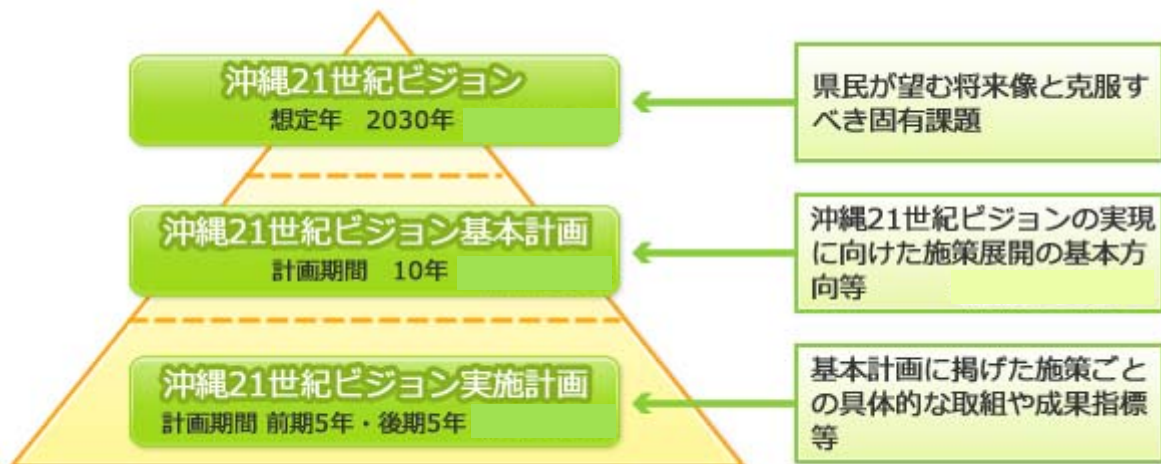 沖縄21世紀ビジョン
想定年　2030年
県民が望む将来像と克服す
べき固有課題
沖縄21世紀ビジョン基本計画
計画期間　10年
沖縄21世紀ビジョンの実現
に向けた施策展開の基本方
向等
沖縄21世紀ビジョン実施計画
計画期間 前期5年・後期5年
基本計画に掲げた施策ごと
の具体的な取組や成果指標
等